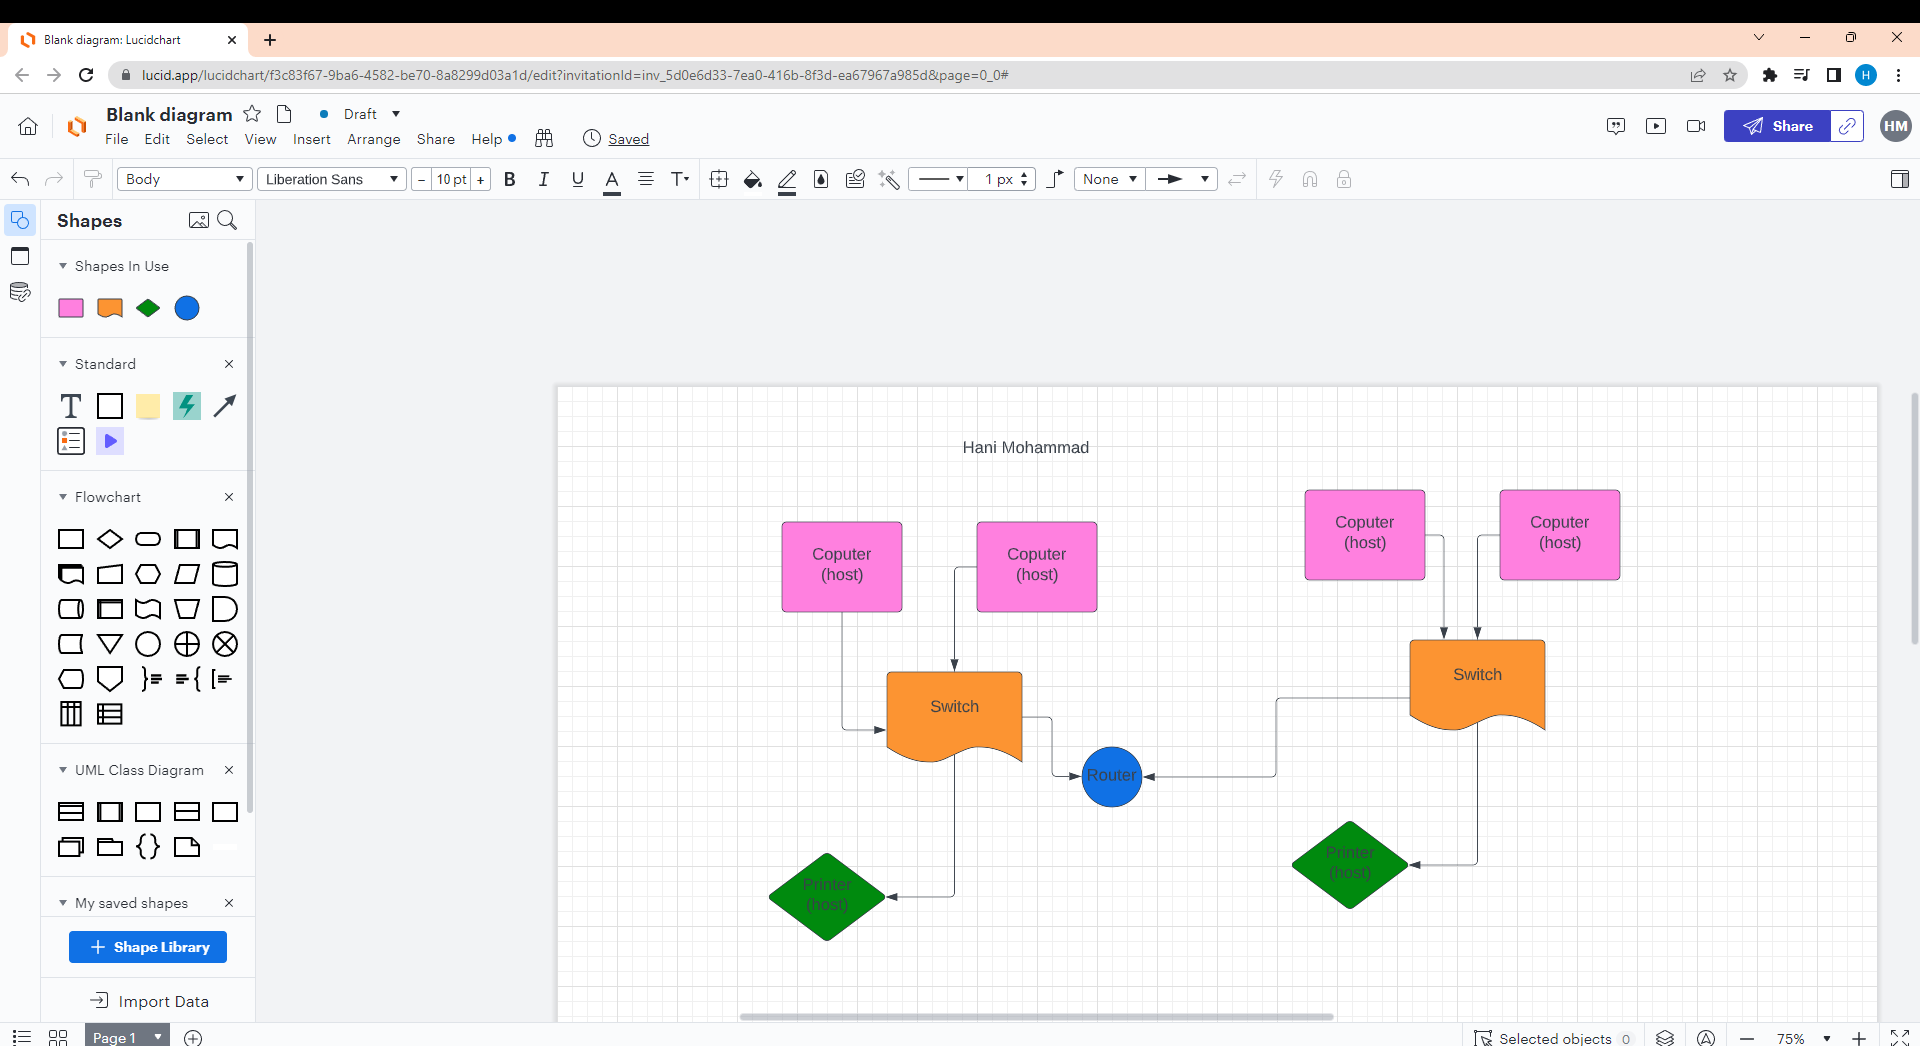 Blank diagram: Lucidchart
lucid.app/lucidchart/f3c83f67-9ba6-4582-be70-8a8299d03a1d/edit?invitationId=inv_5d0e6d33-7ea0-416b-8f3d-ea67967a985d&page=0_0#
H
Blank diagram
Draft
File Edit Select View Insert Arrange Share Help
Saved
Share
HM
Body
Liberation Sans
- 10 pt +
B I U A T
1 px
None
Shapes
Shapes In Use
Standard
T
Flowchart
UML Class Diagram
My saved shapes
+ Shape Library
Import Data
Hani Mohammad
Coputer
(host)
Coputer
(host)
Coputer
(host)
Coputer
(host)
Switch
Switch
Router
Printer
(host)
Printer
(host)
Page 1
Selected objects 0
75%